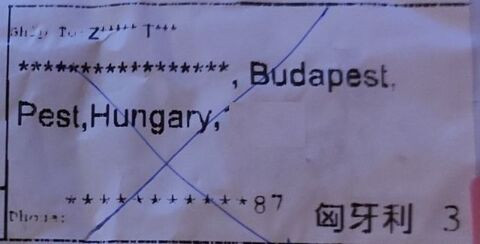 Ship To: Z***** T***
*****************, Budapest,
Pest,Hungary,
Phone: ***********87
匈牙利 3